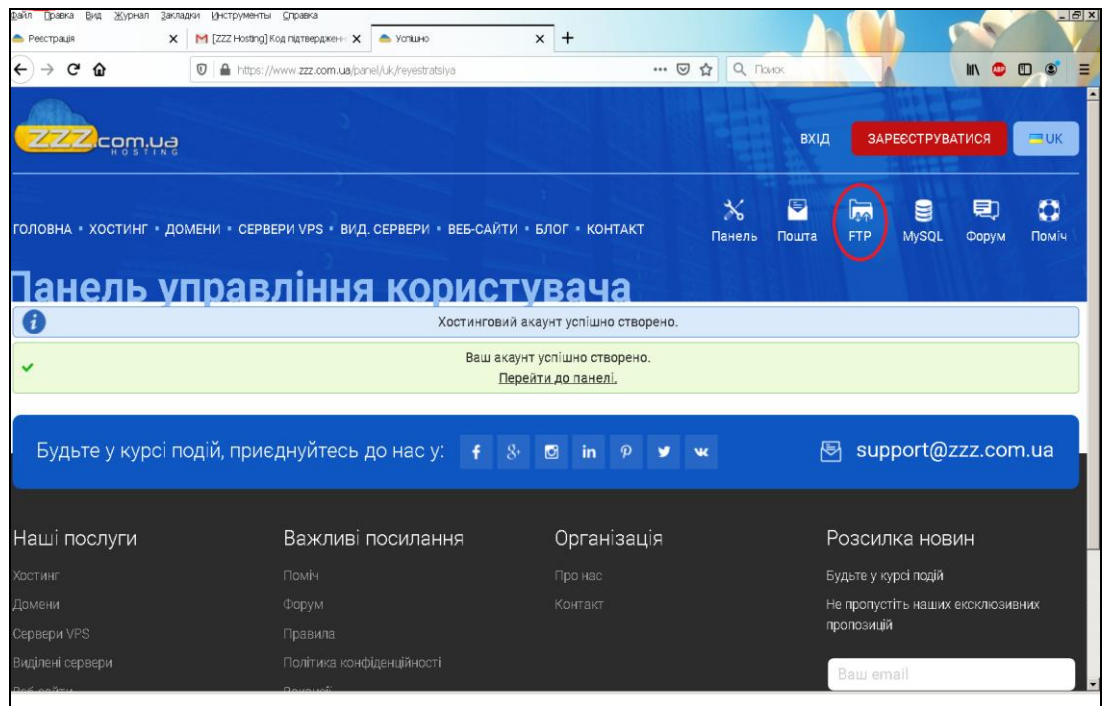 Файл Правка Вид Журнал Закладки Инструменты Справка
Реєстрація [ZZZ Hosting] Код підтверджен Успішно
https://www.zzz.com.ua/panel/uk/reyestratsiya Поиск
ZZZ.com.ua
HOSTING
ВХІД ЗАРЕЄСТРУВАТИСЯ UK
ГОЛОВНА ХОСТИНГ ДОМЕНИ СЕРВЕРИ VPS ВИД. СЕРВЕРИ ВЕБ-САЙТИ БЛОГ КОНТАКТ
Панель Пошта FTP MySQL Форум Поміч
Панель управління користувача
Хостинговий акаунт успішно створено.
Ваш акаунт успішно створено.
Перейти до панелі.
Будьте у курсі подій, приєднуйтесь до нас у: support@zzz.com.ua
Наші послуги Важливі посилання Організація Розсилка новин
Хостинг Поміч Про нас Будьте у курсі подій
Домени Форум Контакт Не пропустіть наших ексклюзивних
Сервери VPS Правила пропозицій
Виділені сервери Політика конфіденційності
Ваш email